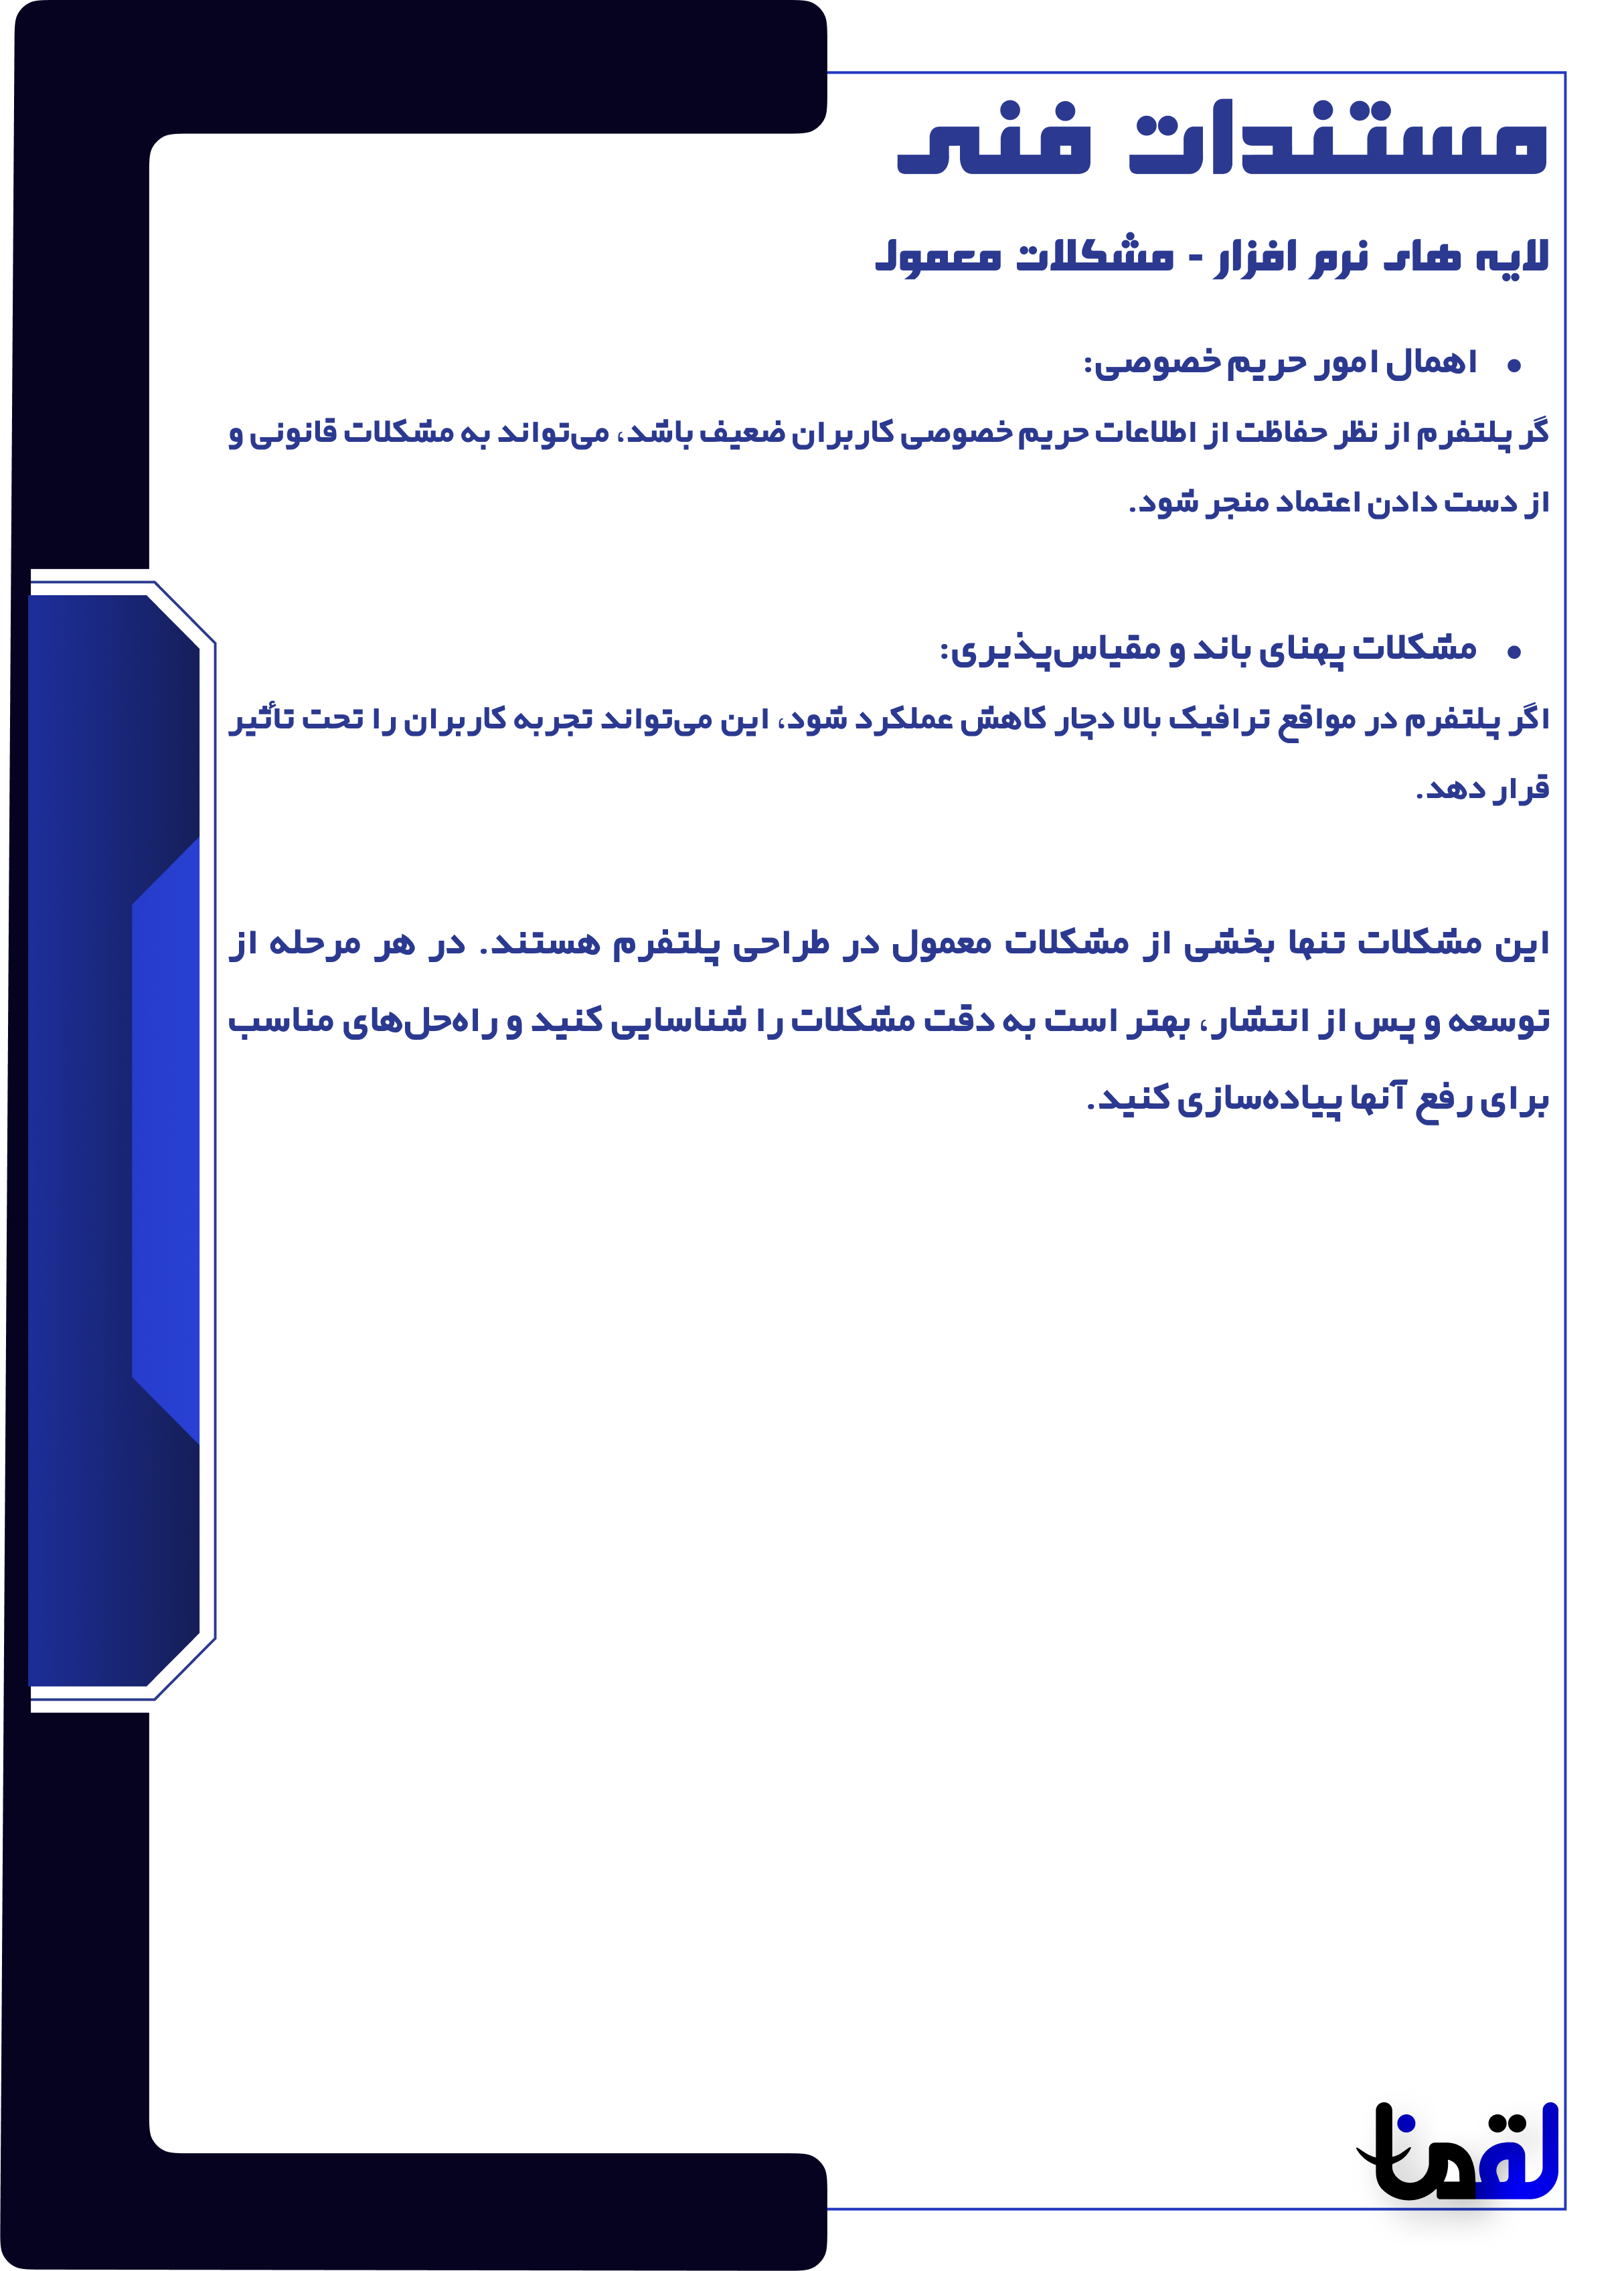 مستندات فنی
لایه های نرم افزار - مشکلات معمول
• اهمال امور حریم خصوصی:
گر پلتفرم از نظر حفاظت از اطلاعات حریم خصوصی کاربران ضعیف باشد، می‌تواند به مشکلات قانونی و
از دست دادن اعتماد منجر شود.
• مشکلات پهنای باند و مقیاس‌پذیری:
اگر پلتفرم در مواقع ترافیک بالا دچار کاهش عملکرد شود، این می‌تواند تجربه کاربران را تحت تأثیر
قرار دهد.
این مشکلات تنها بخشی از مشکلات معمول در طراحی پلتفرم هستند. در هر مرحله از
توسعه و پس از انتشار، بهتر است به دقت مشکلات را شناسایی کنید و راه‌حل‌های مناسب
برای رفع آنها پیاده‌سازی کنید.